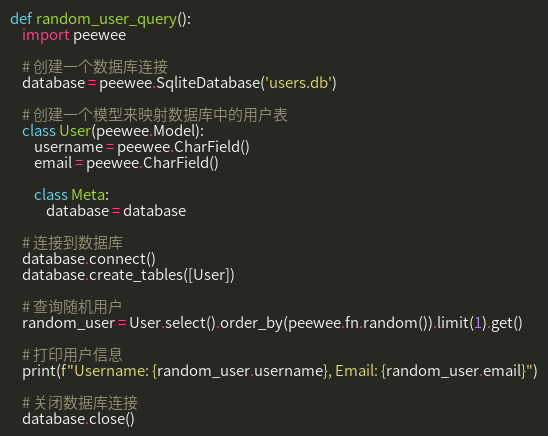 def random_user_query():
    import peewee

    # 创建一个数据库连接
    database = peewee.SqliteDatabase('users.db')

    # 创建一个模型来映射数据库中的用户表
    class User(peewee.Model):
        username = peewee.CharField()
        email = peewee.CharField()

        class Meta:
            database = database

    # 连接到数据库
    database.connect()
    database.create_tables([User])

    # 查询随机用户
    random_user = User.select().order_by(peewee.fn.random()).limit(1).get()

    # 打印用户信息
    print(f"Username: {random_user.username}, Email: {random_user.email}")

    # 关闭数据库连接
    database.close()